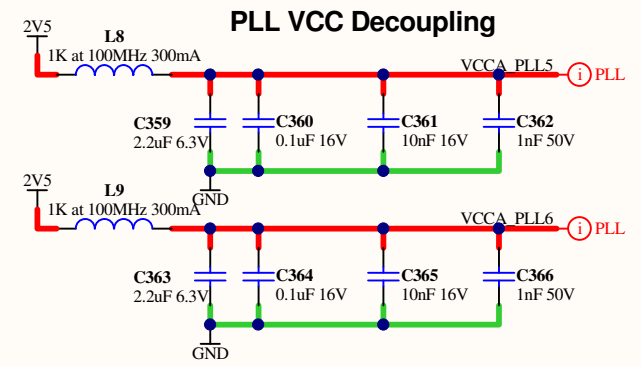 PLL VCC Decoupling
2V5
L8
1K at 100MHz 300mA
VCCA_PLL5
i PLL
C359
2.2uF 6.3V
C360
0.1uF 16V
C361
10nF 16V
C362
1nF 50V
GND
2V5
L9
1K at 100MHz 300mA
VCCA_PLL6
i PLL
C363
2.2uF 6.3V
C364
0.1uF 16V
C365
10nF 16V
C366
1nF 50V
GND